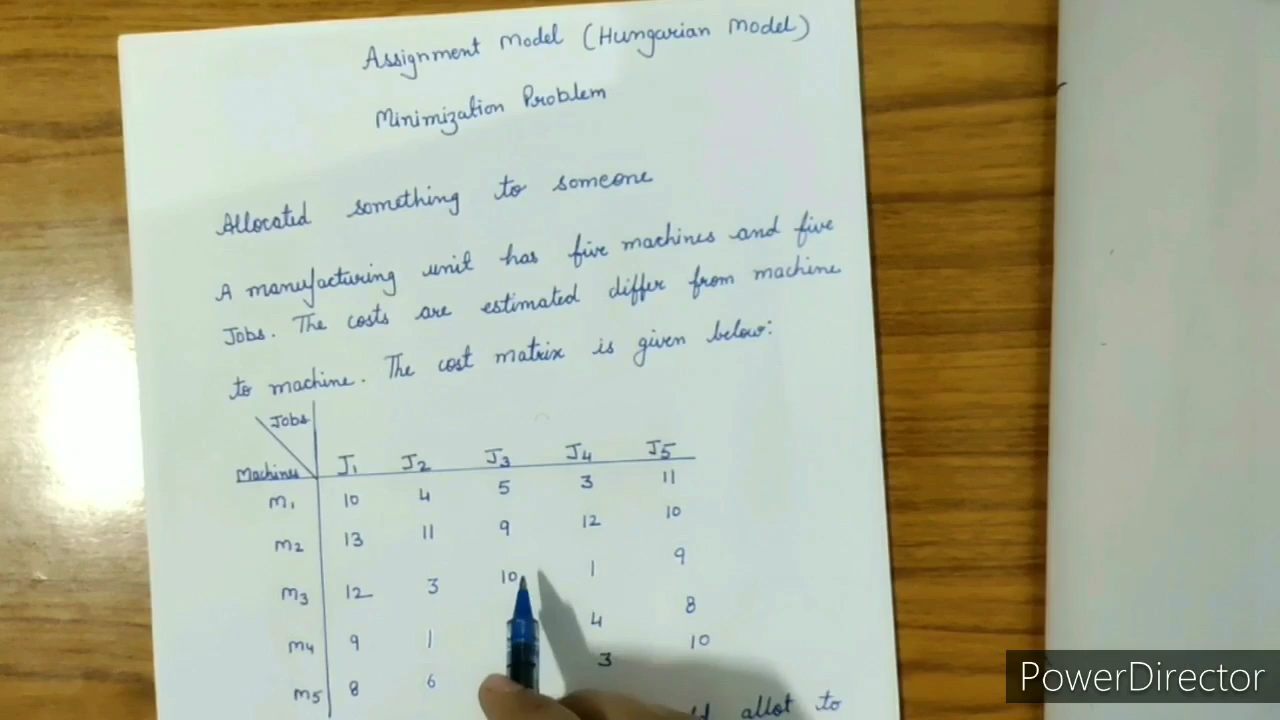 Assignment Model (Hungarian Model)
Minimization Problem
Allocated something to someone
A manufacturing unit has five machines and five
Jobs. The costs are estimated differ from machine
to machine. The cost matrix is given below:
Jobs
Machines J1 J2 J3 J4 J5
M1 10 4 5 3 11
M2 13 11 9 12 10
M3 12 3 10 1 9
M4 9 1 4 8
M5 8 6 3 10
allot to
PowerDirector